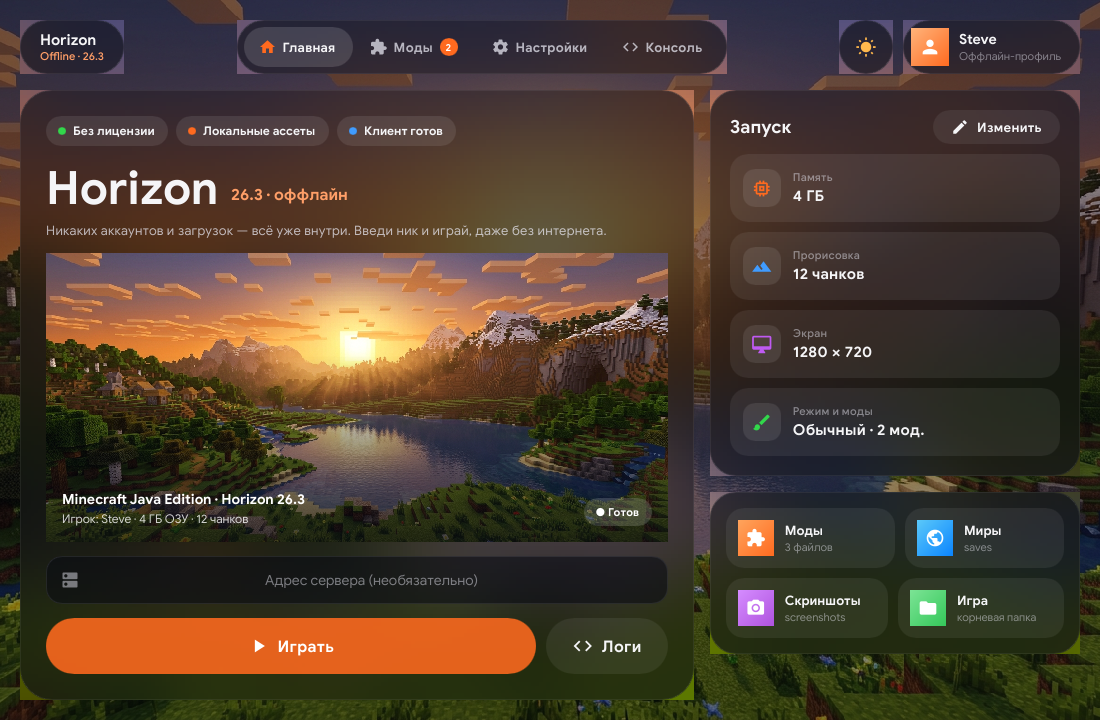 Horizon
Offline · 26.3
Главная
Моды 2
Настройки
Консоль
Steve
Оффлайн-профиль
Без лицензии
Локальные ассеты
Клиент готов
Horizon 26.3 · оффлайн
Никаких аккаунтов и загрузок — всё уже внутри. Введи ник и играй, даже без интернета.
Minecraft Java Edition · Horizon 26.3
Игрок: Steve · 4 ГБ ОЗУ · 12 чанков
Готов
Адрес сервера (необязательно)
Играть
Логи
Запуск
Изменить
Память
4 ГБ
Прорисовка
12 чанков
Экран
1280 × 720
Режим и моды
Обычный · 2 мод.
Моды
3 файлов
Миры
saves
Скриншоты
screenshots
Игра
корневая папка